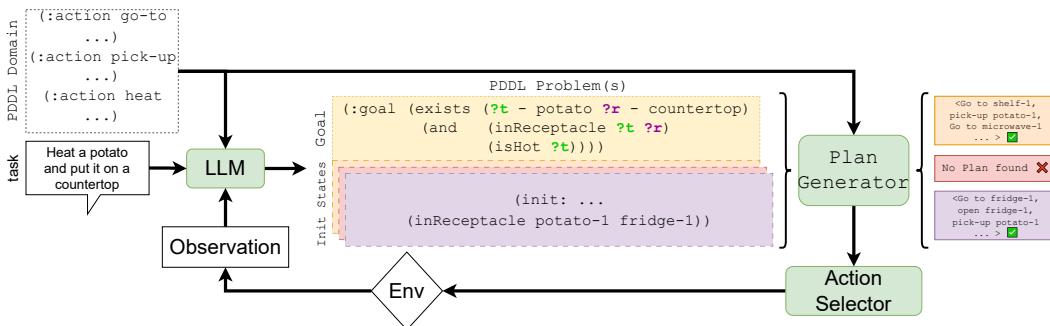 PDDL Domain
(:action go-to
...)
(:action pick-up
...)
(:action heat
...)
task
Heat a potato
and put it on a
countertop
LLM
Observation
PDDL Problem(s)
Goal
(:goal (exists (?t - potato ?r - countertop)
(and (inReceptacle ?t ?r)
(isHot ?t))))
Init States
(init: ...
(inReceptacle potato-1 fridge-1))
Env
Plan
Generator
Action
Selector
<Go to shelf-1,
pick-up potato-1,
Go to microwave-1
... > ✅
No Plan found ❌
<Go to fridge-1,
open fridge-1,
pick-up potato-1
... > ✅